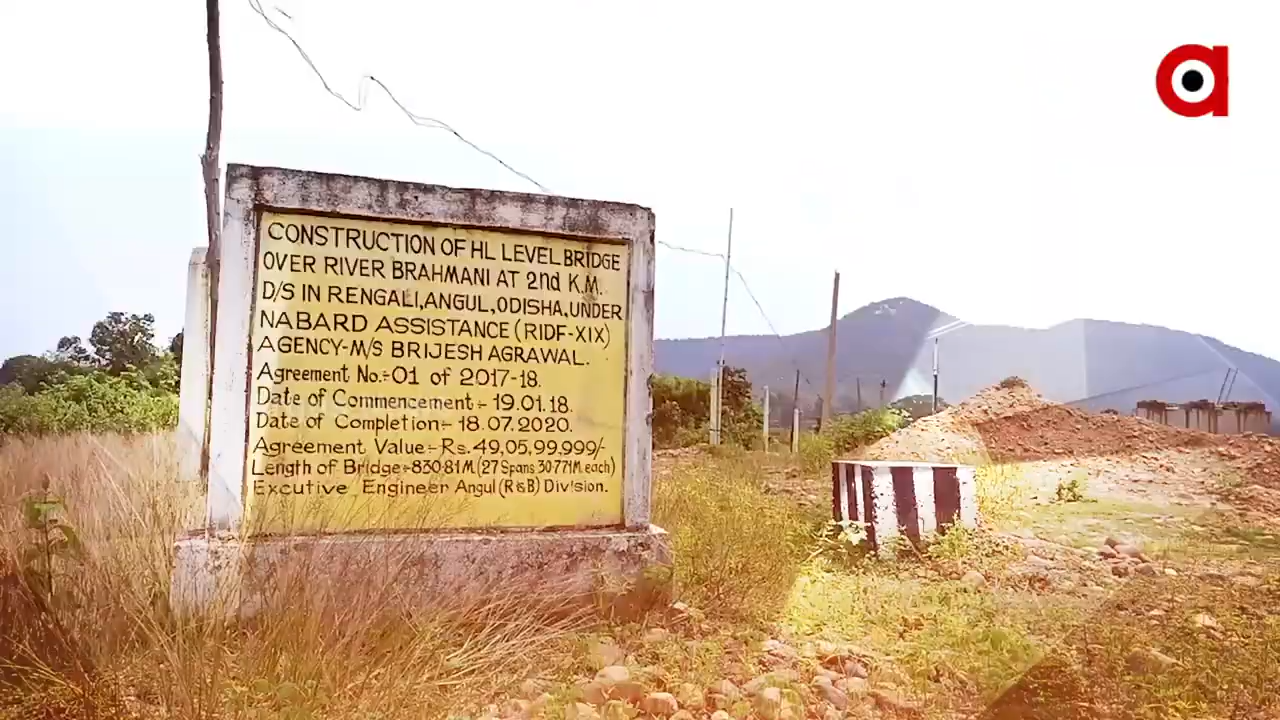 CONSTRUCTION OF HL LEVEL BRIDGE
OVER RIVER BRAHMANI AT 2nd K.M.
D/S IN RENGALI,ANGUL,ODISHA,UNDER
NABARD ASSISTANCE (RIDF-XIX)
AGENCY-M/S BRIJESH AGRAWAL.
Agreement No.:-01 of 2017-18.
Date of Commencement:- 19.01.18.
Date of Completion:- 18.07.2020.
Agreement Value:-Rs.49,05,99,999/-
Length of Bridge:-830.81M(27 Spans 30.771M.each)
Excutive Engineer Angul(R&B) Division.
a